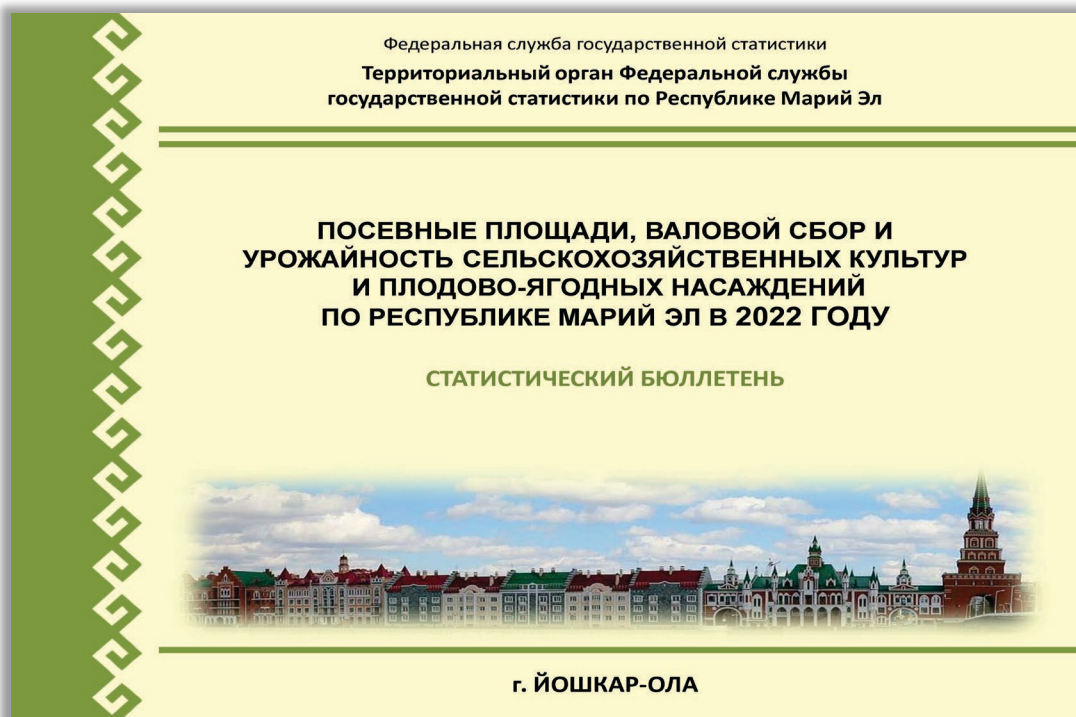 Федеральная служба государственной статистики
Территориальный орган Федеральной службы
государственной статистики по Республике Марий Эл
ПОСЕВНЫЕ ПЛОЩАДИ, ВАЛОВОЙ СБОР И
УРОЖАЙНОСТЬ СЕЛЬСКОХОЗЯЙСТВЕННЫХ КУЛЬТУР
И ПЛОДОВО-ЯГОДНЫХ НАСАЖДЕНИЙ
ПО РЕСПУБЛИКЕ МАРИЙ ЭЛ В 2022 ГОДУ
СТАТИСТИЧЕСКИЙ БЮЛЛЕТЕНЬ
г. ЙОШКАР-ОЛА